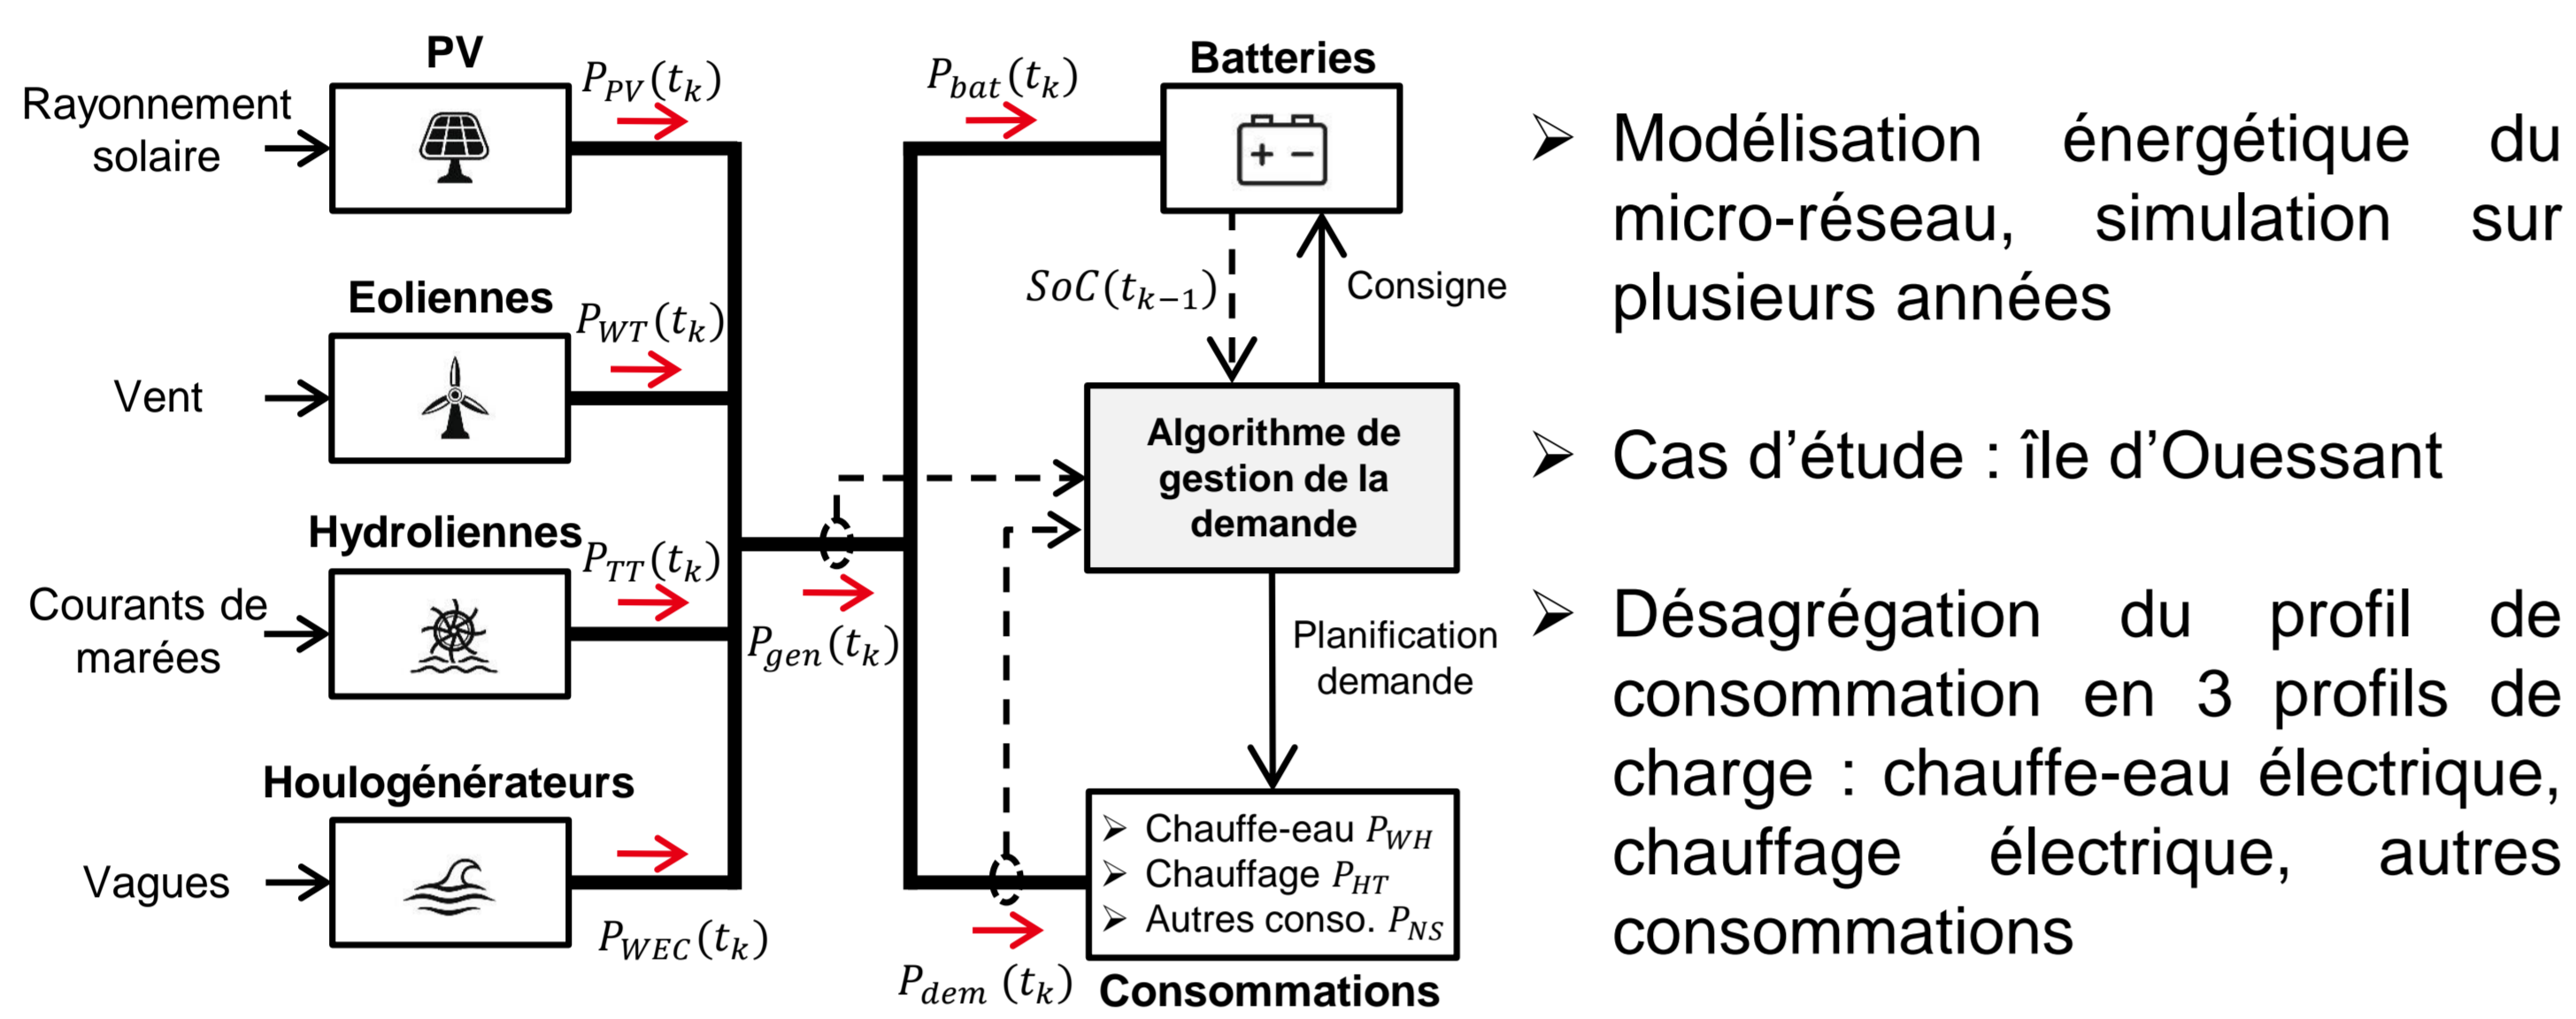 PV
Rayonnement
solaire
P_PV(t_k)
Eoliennes
Vent
P_WT(t_k)
Hydroliennes
Courants de
marées
P_TT(t_k)
Houlogénérateurs
Vagues
P_WEC(t_k)
P_gen(t_k)
P_bat(t_k)
Batteries
+ −
SoC(t_{k−1})
Consigne
Algorithme de
gestion de la
demande
Planification
demande
➢ Chauffe-eau P_WH
➢ Chauffage P_HT
➢ Autres conso. P_NS
P_dem (t_k)
Consommations
➢ Modélisation énergétique du
micro-réseau, simulation sur
plusieurs années
➢ Cas d’étude : île d’Ouessant
➢ Désagrégation du profil de
consommation en 3 profils de
charge : chauffe-eau électrique,
chauffage électrique, autres
consommations